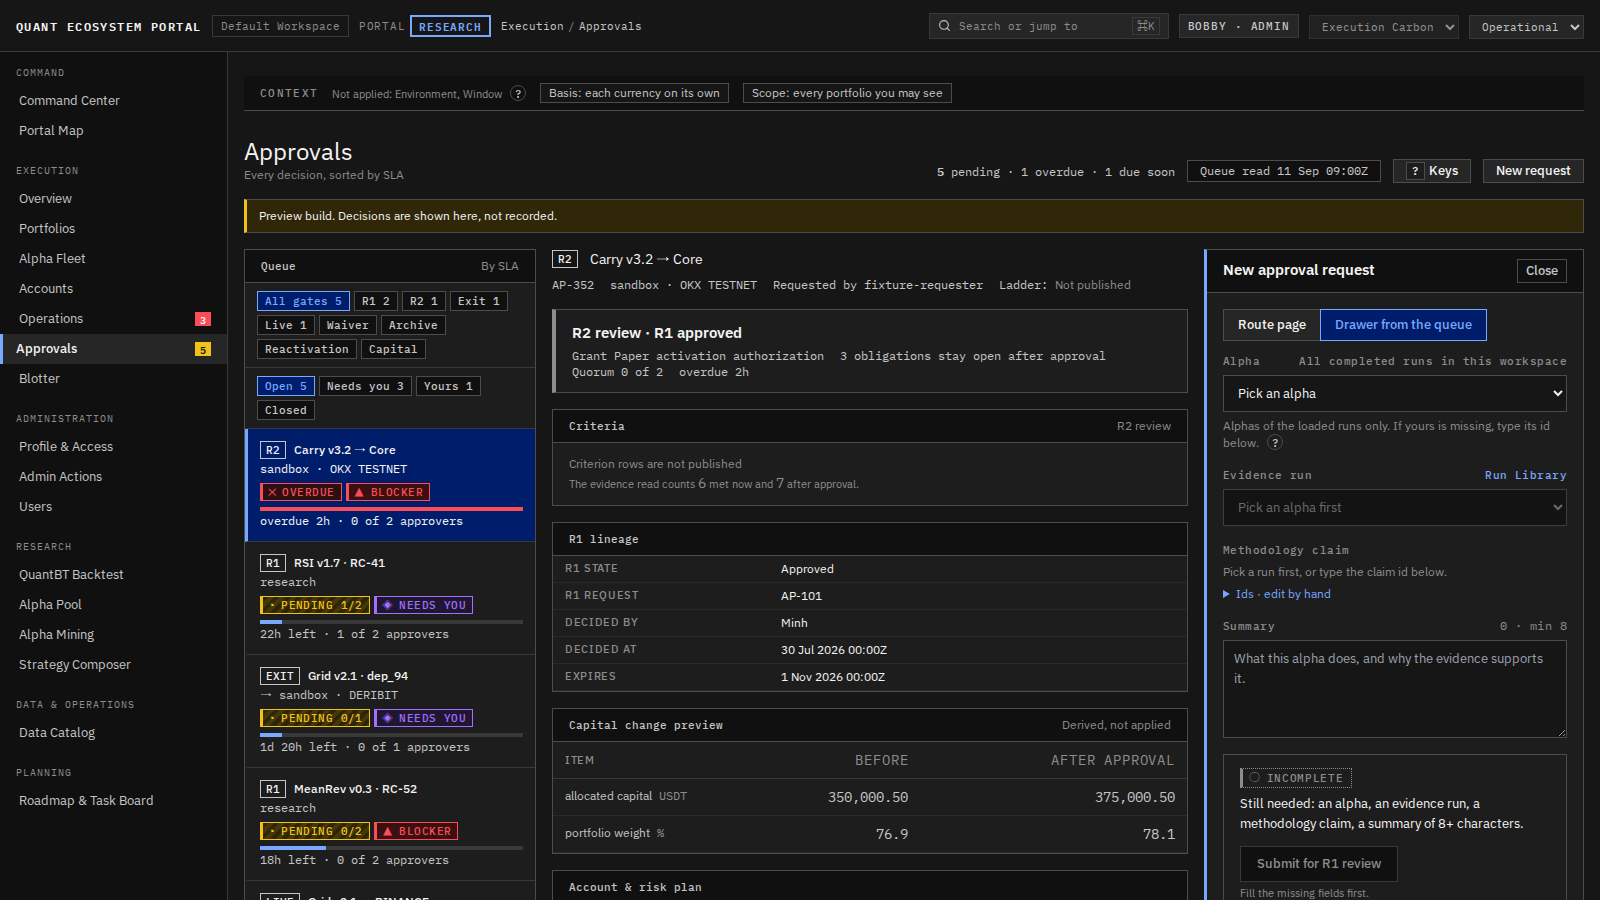 QUANT ECOSYSTEM PORTAL
Default Workspace
PORTAL
RESEARCH
Execution / Approvals
Search or jump to
⌘K
BOBBY · ADMIN
Execution Carbon
Operational
COMMAND
Command Center
Portal Map
EXECUTION
Overview
Portfolios
Alpha Fleet
Accounts
Operations 3
Approvals 5
Blotter
ADMINISTRATION
Profile & Access
Admin Actions
Users
RESEARCH
QuantBT Backtest
Alpha Pool
Alpha Mining
Strategy Composer
DATA & OPERATIONS
Data Catalog
PLANNING
Roadmap & Task Board
CONTEXT
Not applied: Environment, Window ?
Basis: each currency on its own
Scope: every portfolio you may see
Approvals
Every decision, sorted by SLA
5 pending · 1 overdue · 1 due soon
Queue read 11 Sep 09:00Z
? Keys
New request
Preview build. Decisions are shown here, not recorded.
Queue
By SLA
All gates 5
R1 2
R2 1
Exit 1
Live 1
Waiver
Archive
Reactivation
Capital
Open 5
Needs you 3
Yours 1
Closed
R2 Carry v3.2 → Core
sandbox · OKX TESTNET
✕ OVERDUE ▲ BLOCKER
overdue 2h · 0 of 2 approvers
R1 RSI v1.7 · RC-41
research
PENDING 1/2 ◈ NEEDS YOU
22h left · 1 of 2 approvers
EXIT Grid v2.1 · dep_94
→ sandbox · DERIBIT
PENDING 0/1 ◈ NEEDS YOU
1d 20h left · 0 of 1 approvers
R1 MeanRev v0.3 · RC-52
research
PENDING 0/2 ▲ BLOCKER
18h left · 0 of 2 approvers
R2 Carry v3.2 → Core
AP-352 sandbox · OKX TESTNET Requested by fixture-requester Ladder: Not published
R2 review · R1 approved
Grant Paper activation authorization 3 obligations stay open after approval
Quorum 0 of 2 overdue 2h
Criteria
R2 review
Criterion rows are not published
The evidence read counts 6 met now and 7 after approval.
R1 lineage
R1 STATE Approved
R1 REQUEST AP-101
DECIDED BY Minh
DECIDED AT 30 Jul 2026 00:00Z
EXPIRES 1 Nov 2026 00:00Z
Capital change preview
Derived, not applied
ITEM BEFORE AFTER APPROVAL
allocated capital USDT 350,000.50 375,000.50
portfolio weight % 76.9 78.1
Account & risk plan
New approval request
Close
Route page
Drawer from the queue
Alpha
All completed runs in this workspace
Pick an alpha
Alphas of the loaded runs only. If yours is missing, type its id
below. ?
Evidence run
Run Library
Pick an alpha first
Methodology claim
Pick a run first, or type the claim id below.
▶ Ids · edit by hand
Summary
0 · min 8
What this alpha does, and why the evidence supports
it.
INCOMPLETE
Still needed: an alpha, an evidence run, a
methodology claim, a summary of 8+ characters.
Submit for R1 review
Fill the missing fields first.